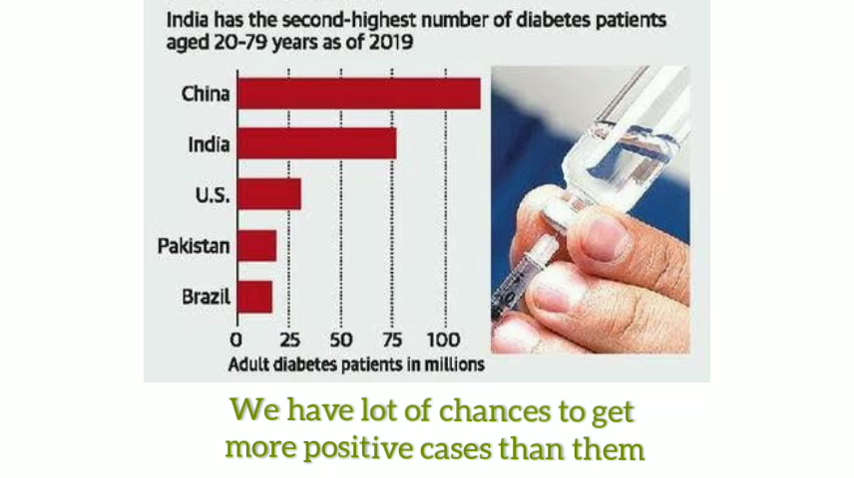 India has the second-highest number of diabetes patients
aged 20-79 years as of 2019
China
India
U.S.
Pakistan
Brazil
0 25 50 75 100
Adult diabetes patients in millions
We have lot of chances to get
more positive cases than them